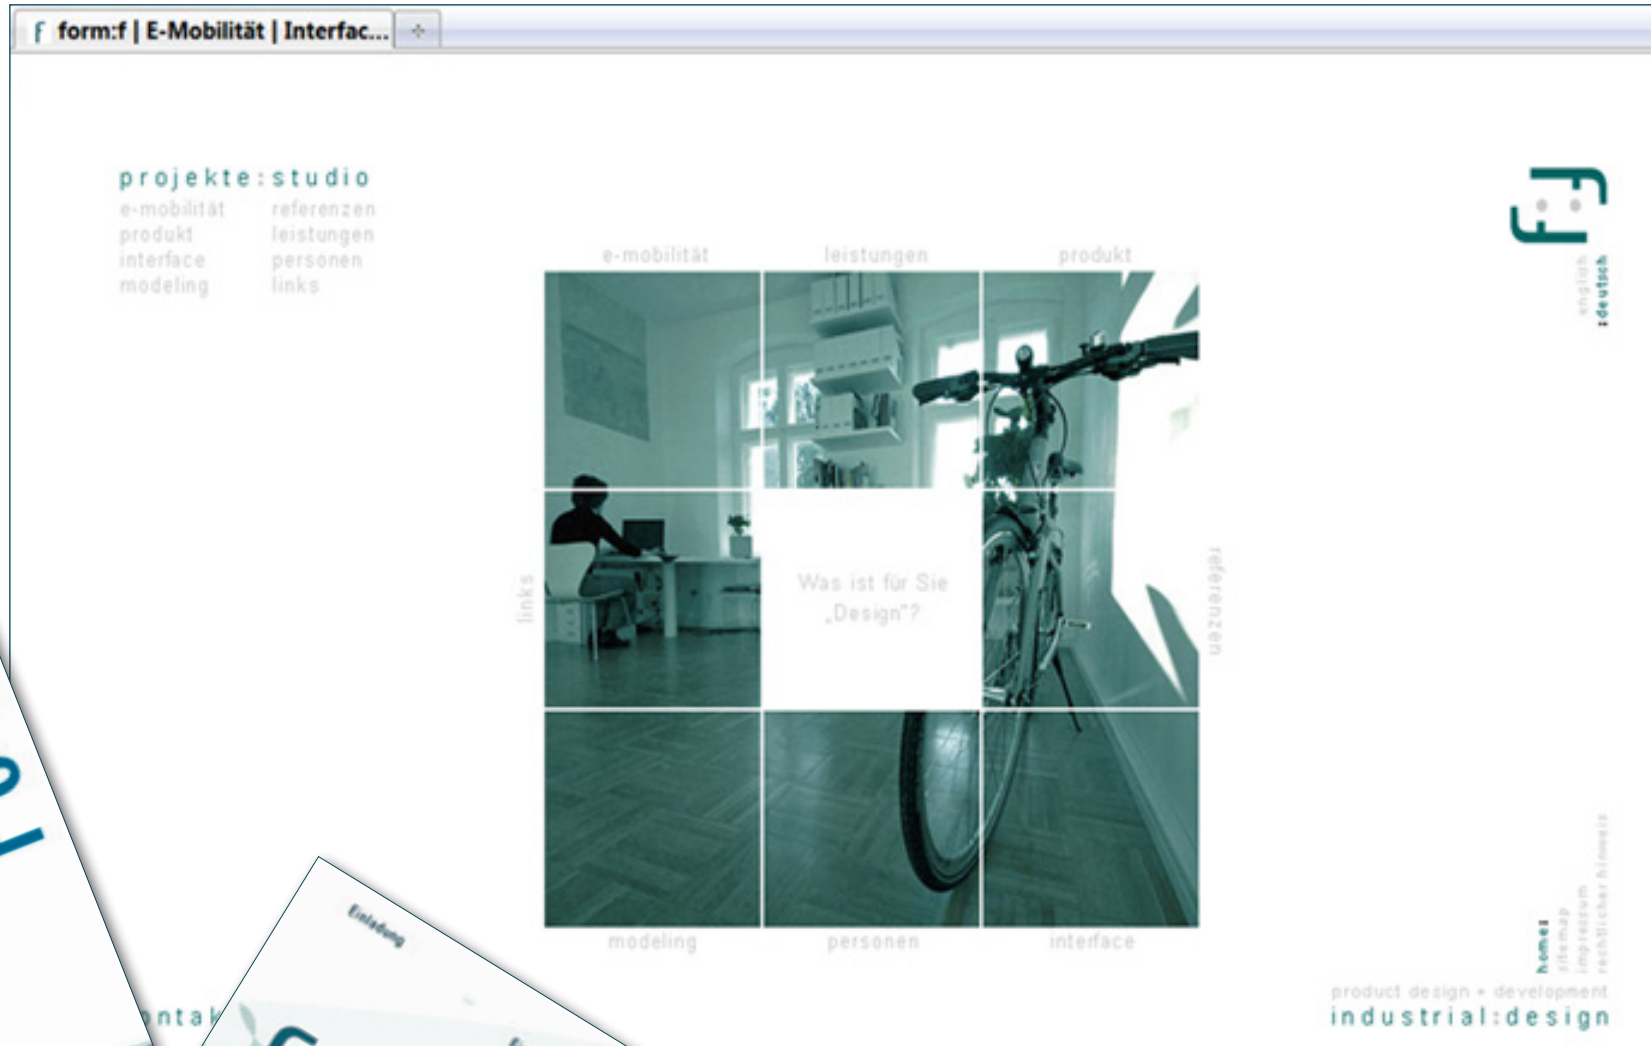 form:f | E-Mobilität | Interfac...
projekte:studio
e-mobilität referenzen
produkt leistungen
interface personen
modeling links
english
:deutsch
e-mobilität leistungen produkt
links
Was ist für Sie
„Design"?
referenzen
modeling personen interface
home:
sitemap
impressum
rechtlicher hinweis
product design + development
industrial:design
Einladung
ontak